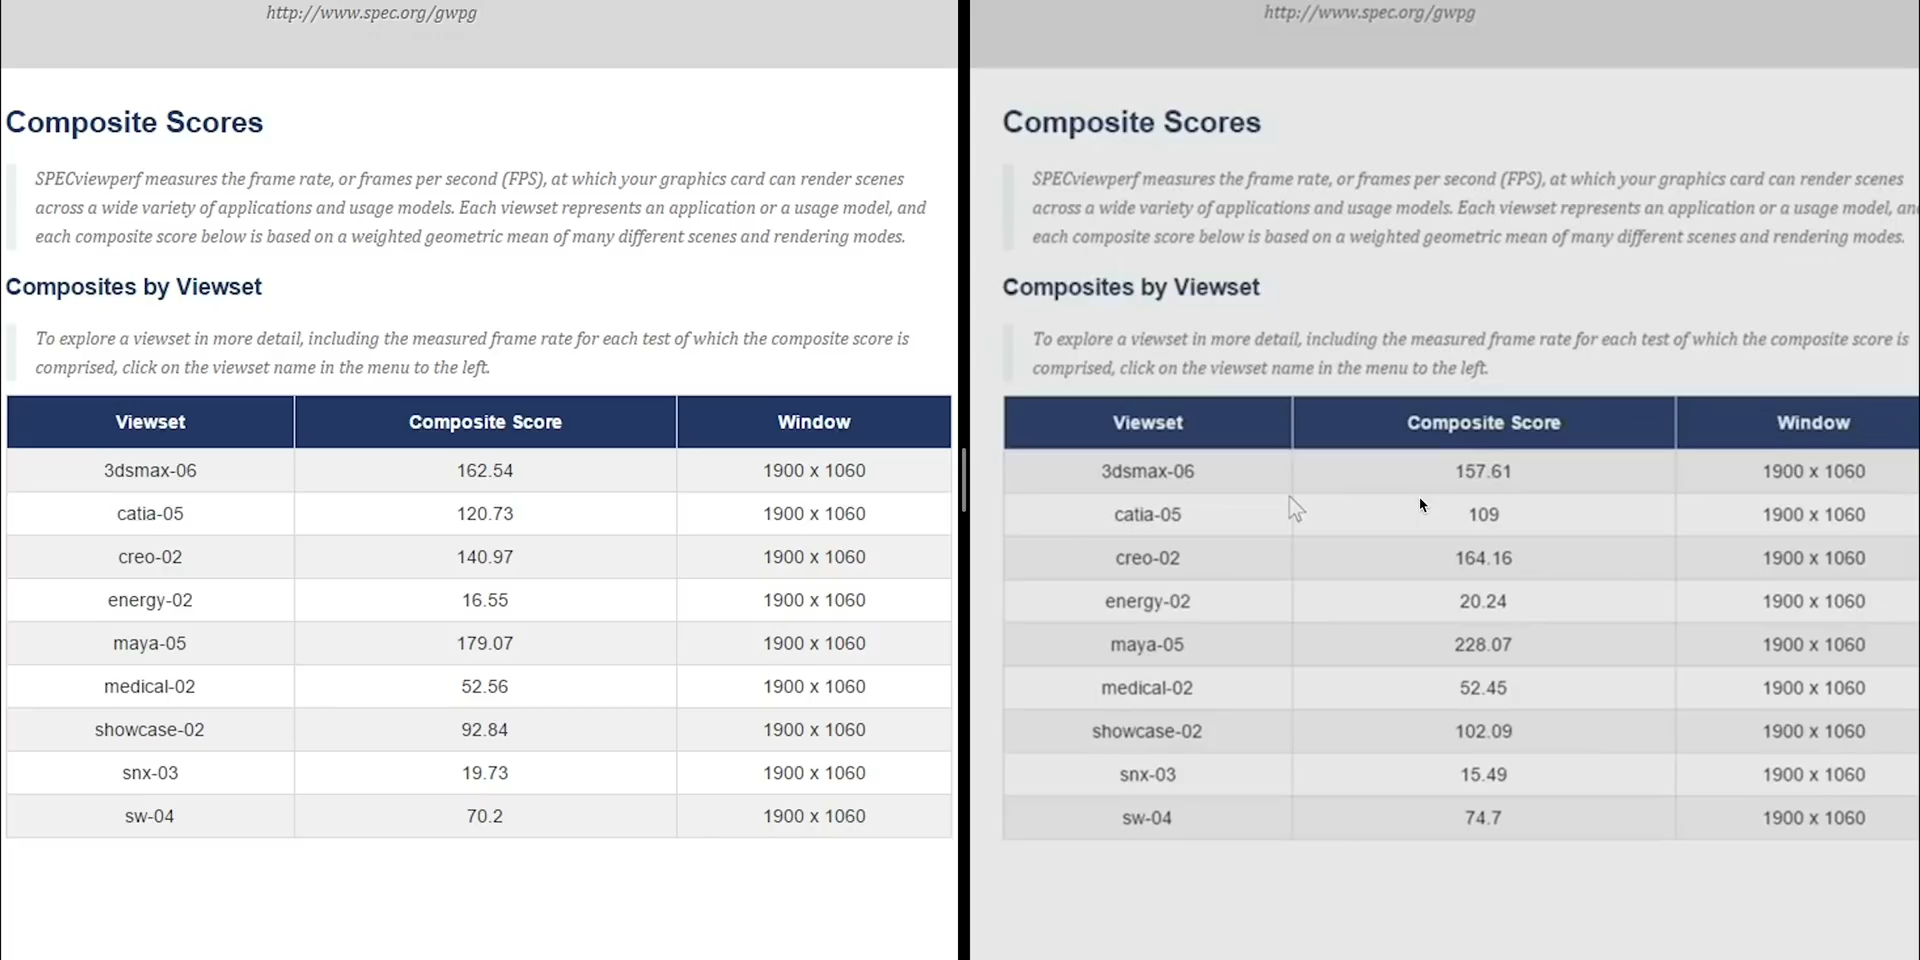 http://www.spec.org/gwpg
Composite Scores
SPECviewperf measures the frame rate, or frames per second (FPS), at which your graphics card can render scenes
across a wide variety of applications and usage models. Each viewset represents an application or a usage model, and
each composite score below is based on a weighted geometric mean of many different scenes and rendering modes.
Composites by Viewset
To explore a viewset in more detail, including the measured frame rate for each test of which the composite score is
comprised, click on the viewset name in the menu to the left.
Viewset Composite Score Window
3dsmax-06 162.54 1900 x 1060
catia-05 120.73 1900 x 1060
creo-02 140.97 1900 x 1060
energy-02 16.55 1900 x 1060
maya-05 179.07 1900 x 1060
medical-02 52.56 1900 x 1060
showcase-02 92.84 1900 x 1060
snx-03 19.73 1900 x 1060
sw-04 70.2 1900 x 1060
http://www.spec.org/gwpg
Composite Scores
SPECviewperf measures the frame rate, or frames per second (FPS), at which your graphics card can render scenes
across a wide variety of applications and usage models. Each viewset represents an application or a usage model, an
each composite score below is based on a weighted geometric mean of many different scenes and rendering modes.
Composites by Viewset
To explore a viewset in more detail, including the measured frame rate for each test of which the composite score is
comprised, click on the viewset name in the menu to the left.
Viewset Composite Score Window
3dsmax-06 157.61 1900 x 1060
catia-05 109 1900 x 1060
creo-02 164.16 1900 x 1060
energy-02 20.24 1900 x 1060
maya-05 228.07 1900 x 1060
medical-02 52.45 1900 x 1060
showcase-02 102.09 1900 x 1060
snx-03 15.49 1900 x 1060
sw-04 74.7 1900 x 1060